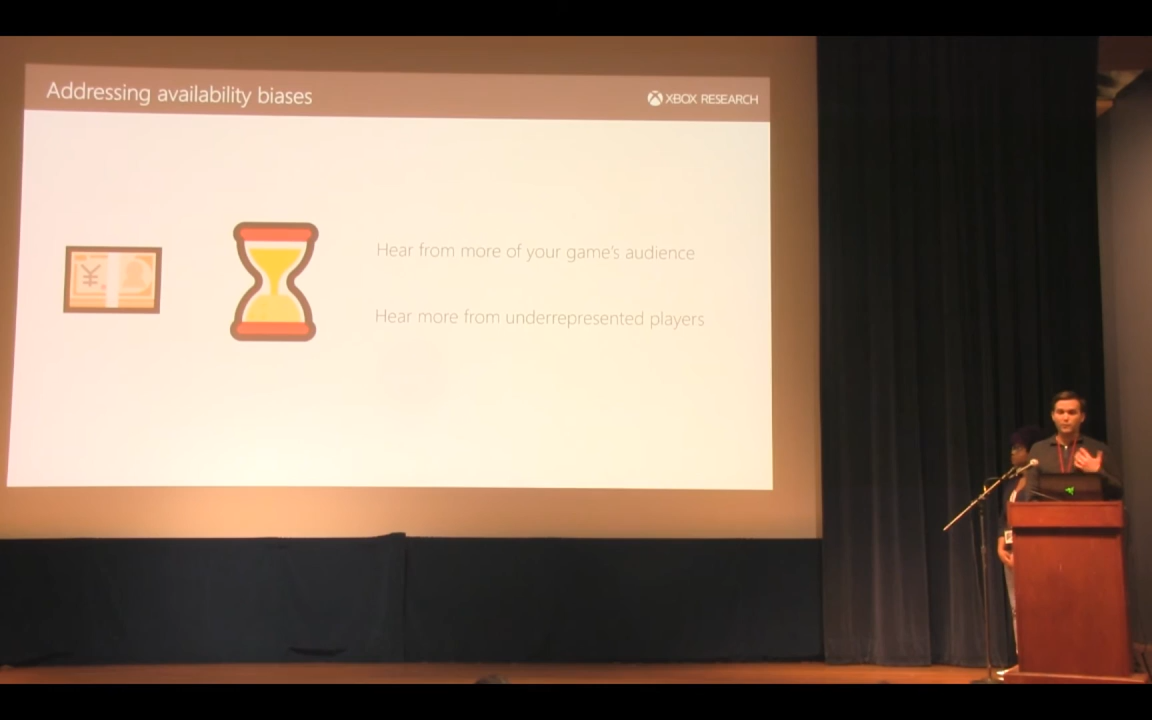 Addressing availability biases
XBOX RESEARCH
¥
Hear from more of your game's audience
Hear more from underrepresented players